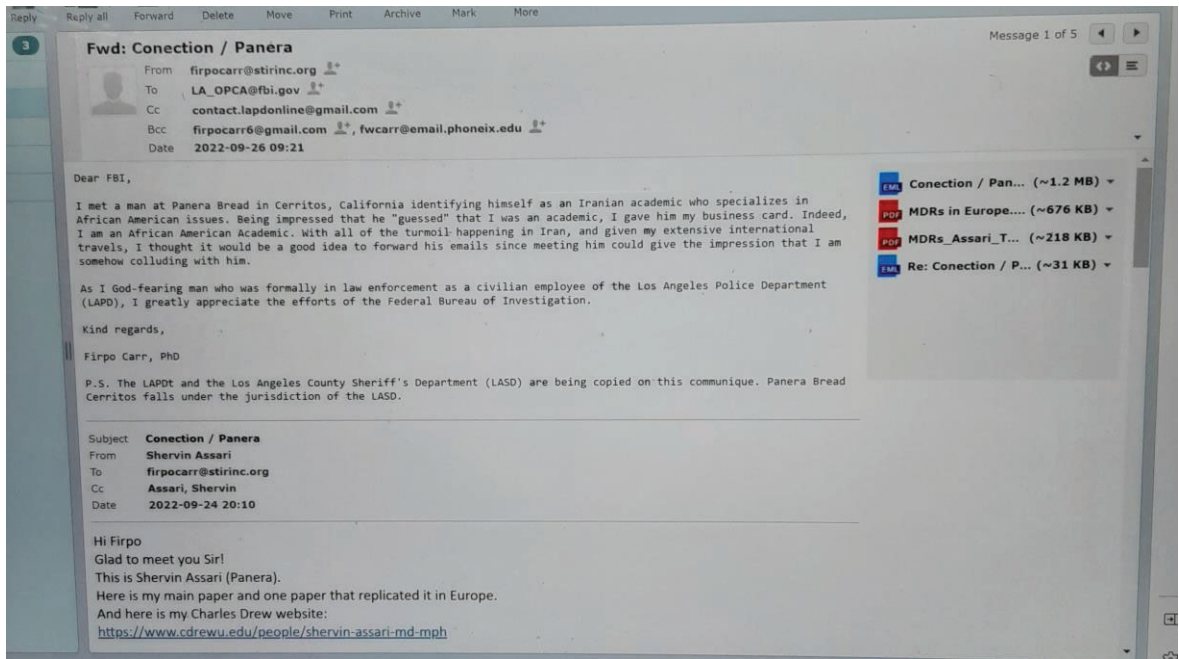 Reply Reply all Forward Delete Move Print Archive Mark More
3
Fwd: Conection / Panera
Message 1 of 5
From firpocarr@stirinc.org
To LA_OPCA@fbi.gov
Cc contact.lapdonline@gmail.com
Bcc firpocarr6@gmail.com, fwcarr@email.phoneix.edu
Date 2022-09-26 09:21
Dear FBI,
I met a man at Panera Bread in Cerritos, California identifying himself as an Iranian academic who specializes in
African American issues. Being impressed that he "guessed" that I was an academic, I gave him my business card. Indeed,
I am an African American Academic. With all of the turmoil happening in Iran, and given my extensive international
travels, I thought it would be a good idea to forward his emails since meeting him could give the impression that I am
somehow colluding with him.
As I God-fearing man who was formally in law enforcement as a civilian employee of the Los Angeles Police Department
(LAPD), I greatly appreciate the efforts of the Federal Bureau of Investigation.
Kind regards,
Firpo Carr, PhD
P.S. The LAPDt and the Los Angeles County Sheriff's Department (LASD) are being copied on this communique. Panera Bread
Cerritos falls under the jurisdiction of the LASD.
EML Conection / Pan... (~1.2 MB)
PDF MDRs in Europe.... (~676 KB)
PDF MDRs_Assari_T... (~218 KB)
EML Re: Conection / P... (~31 KB)
Subject Conection / Panera
From Shervin Assari
To firpocarr@stirinc.org
Cc Assari, Shervin
Date 2022-09-24 20:10
Hi Firpo
Glad to meet you Sir!
This is Shervin Assari (Panera).
Here is my main paper and one paper that replicated it in Europe.
And here is my Charles Drew website:
https://www.cdrewu.edu/people/shervin-assari-md-mph